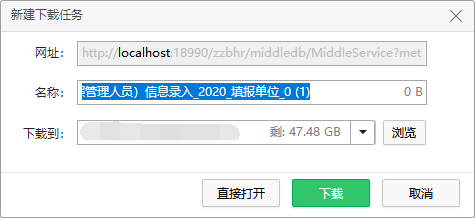 新建下载任务
网址: http://localhost:18990/zzbhr/middledb/MiddleService?met
名称: 管理人员）信息录入_2020_填报单位_0 (1) 0 B
下载到: 剩: 47.48 GB 浏览
直接打开 下载 取消